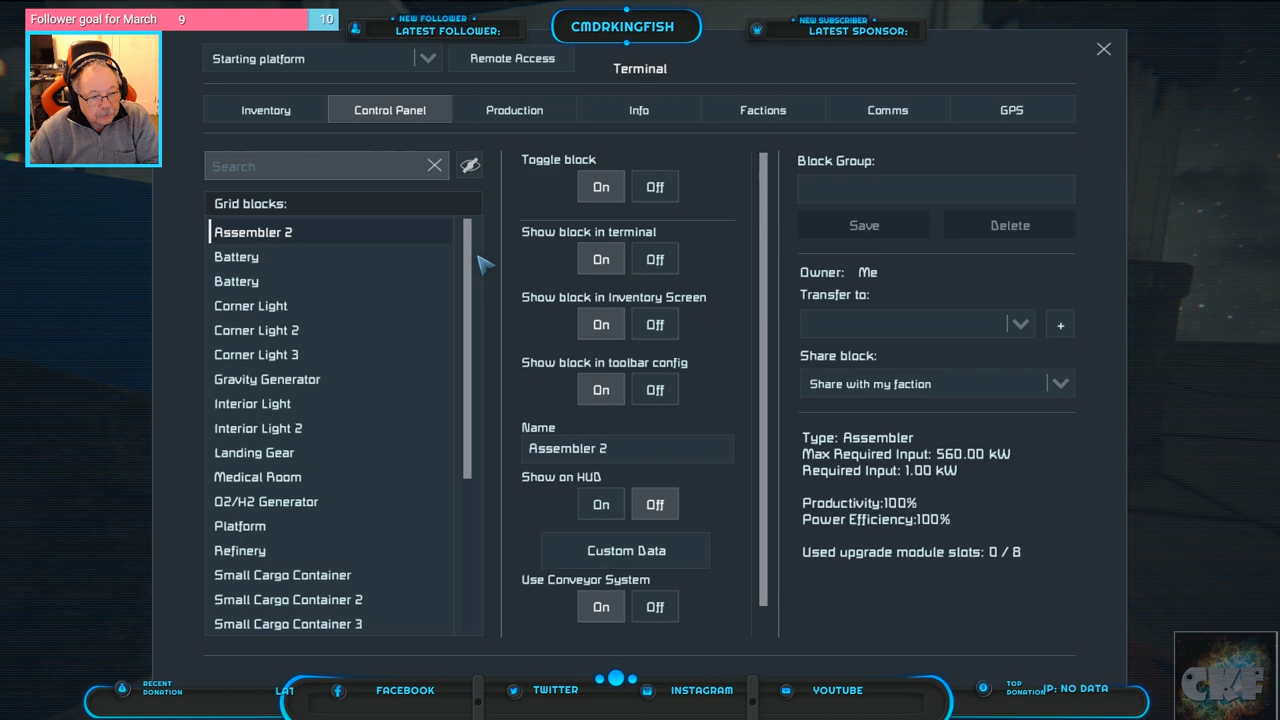 Follower goal for March 9 10
NEW FOLLOWER
LATEST FOLLOWER:
CMDRKINGFISH
NEW SUBSCRIBER
LATEST SPONSOR:
Starting platform
Remote Access
Terminal
Inventory
Control Panel
Production
Info
Factions
Comms
GPS
Search
Grid blocks:
Assembler 2
Battery
Battery
Corner Light
Corner Light 2
Corner Light 3
Gravity Generator
Interior Light
Interior Light 2
Landing Gear
Medical Room
O2/H2 Generator
Platform
Refinery
Small Cargo Container
Small Cargo Container 2
Small Cargo Container 3
Toggle block
On Off
Show block in terminal
On Off
Show block in Inventory Screen
On Off
Show block in toolbar config
On Off
Name
Assembler 2
Show on HUD
On Off
Custom Data
Use Conveyor System
On Off
Block Group:
Save Delete
Owner: Me
Transfer to:
+
Share block:
Share with my faction
Type: Assembler
Max Required Input: 560.00 kW
Required Input: 1.00 kW
Productivity:100%
Power Efficiency:100%
Used upgrade module slots: 0 / 8
RECENT
DONATION
LAT
FACEBOOK
TWITTER
INSTAGRAM
YOUTUBE
TOP
DONATION
IP: NO DATA
CKF